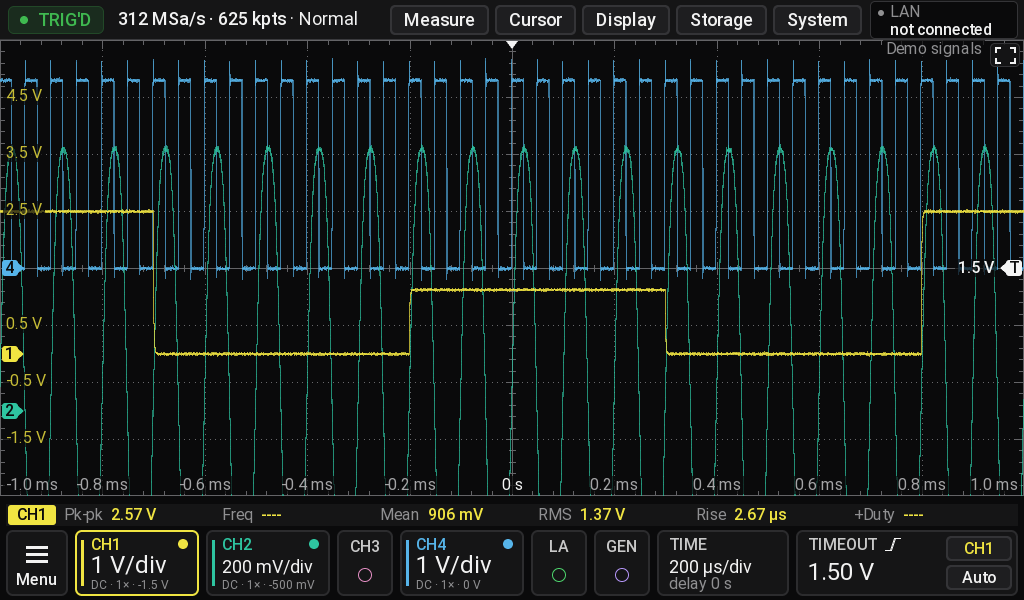 TRIG'D 312 MSa/s · 625 kpts · Normal Measure Cursor Display Storage System LAN
not connected
Demo signals
4.5 V
3.5 V
2.5 V
4 1.5 V T
0.5 V
1
-0.5 V
2
-1.5 V
-1.0 ms -0.8 ms -0.6 ms -0.4 ms -0.2 ms 0 s 0.2 ms 0.4 ms 0.6 ms 0.8 ms 1.0 ms
CH1 Pk-pk 2.57 V Freq ---- Mean 906 mV RMS 1.37 V Rise 2.67 µs +Duty ----
Menu
CH1
1 V/div
DC · 1× · -1.5 V
CH2
200 mV/div
DC · 1× · -500 mV
CH3
CH4
1 V/div
DC · 1× · 0 V
LA
GEN
TIME
200 µs/div
delay 0 s
TIMEOUT
1.50 V
CH1
Auto